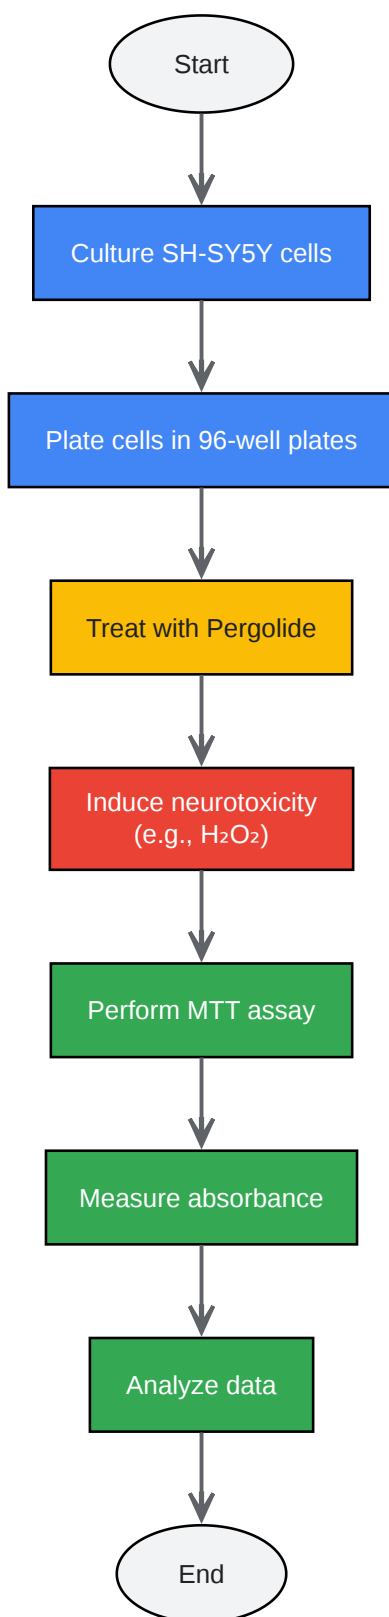 Start
Culture SH-SY5Y cells
Plate cells in 96-well plates
Treat with Pergolide
Induce neurotoxicity
(e.g., H₂O₂)
Perform MTT assay
Measure absorbance
Analyze data
End